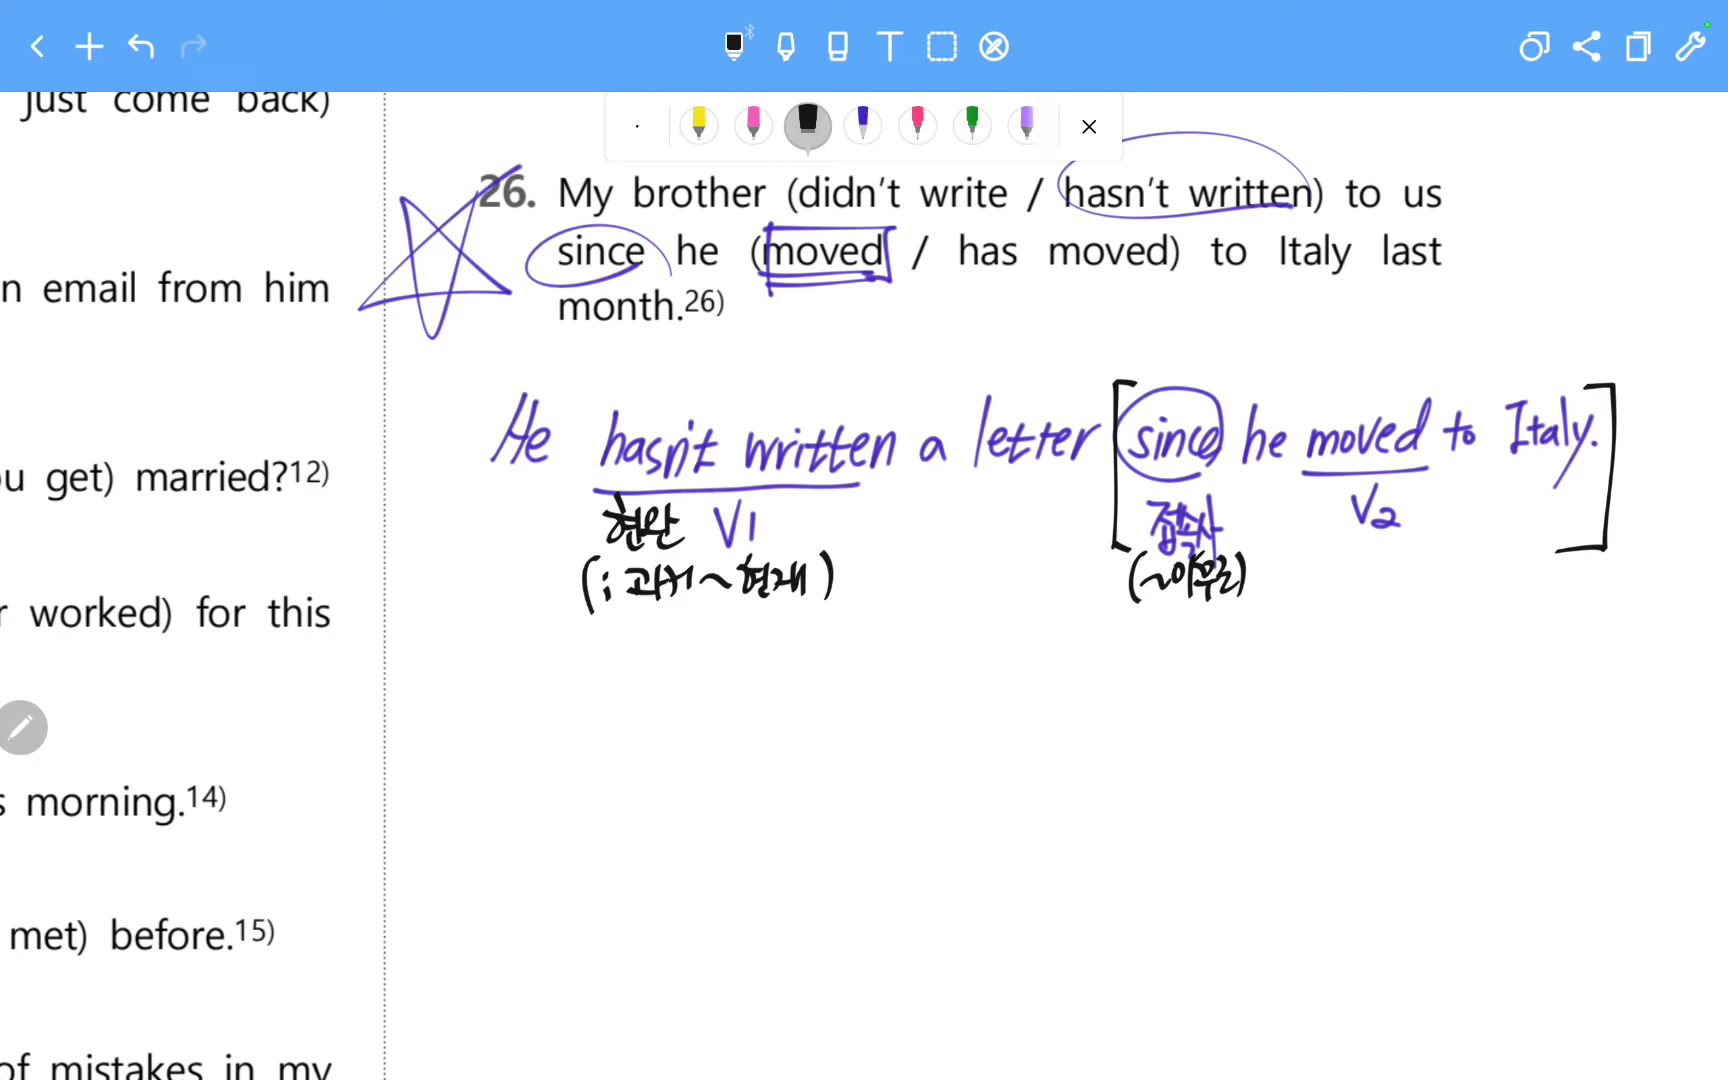 just come back)
n email from him
ou get) married?12)
r worked) for this
s morning.14)
met) before.15)
of mistakes in my
26. My brother (didn't write / hasn't written) to us
since he (moved / has moved) to Italy last
month.26)
He hasn't written a letter [since he moved to Italy.]
현완 V1 접속사 V2
(: 과거~현재) (~이후로)